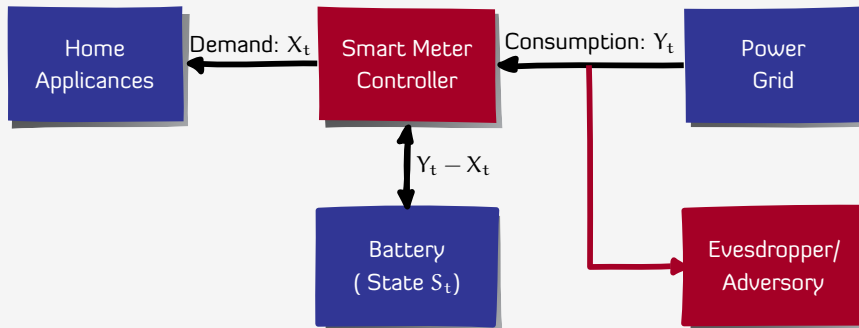 Home
Applicances
Demand: Xt
Smart Meter
Controller
Consumption: Yt
Power
Grid
Yt − Xt
Battery
( State St)
Evesdropper/
Adversory